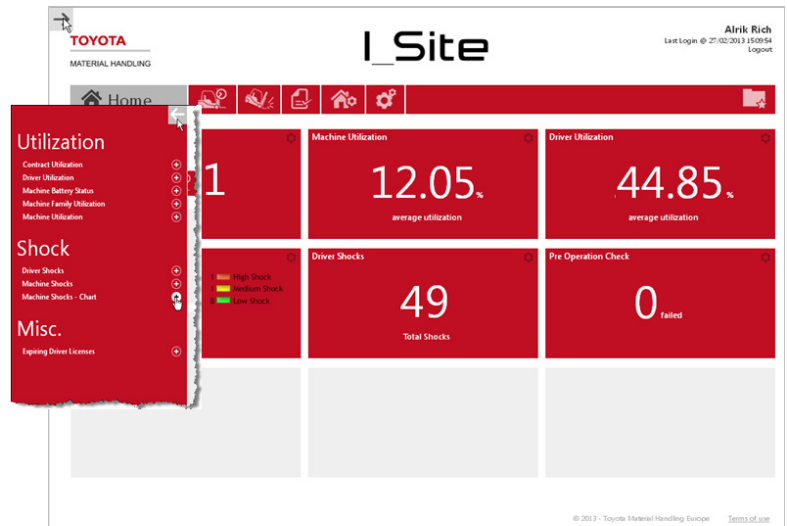 TOYOTA
MATERIAL HANDLING
I_Site
Alrik Rich
Last Login @ 27/02/2013 15:09:54
Logout
Home
Utilization
Contract Utilization
Driver Utilization
Machine Battery Status
Machine Family Utilization
Machine Utilization
Shock
Driver Shocks
Machine Shocks
Machine Shocks - Chart
Misc.
Expiring Driver Licenses
1
Machine Utilization
12.05 %
average utilization
Driver Utilization
44.85 %
average utilization
High Shock
Medium Shock
Low Shock
Driver Shocks
49
Total Shocks
Pre Operation Check
0 failed
© 2013 - Toyota Material Handling Europe
Terms of use